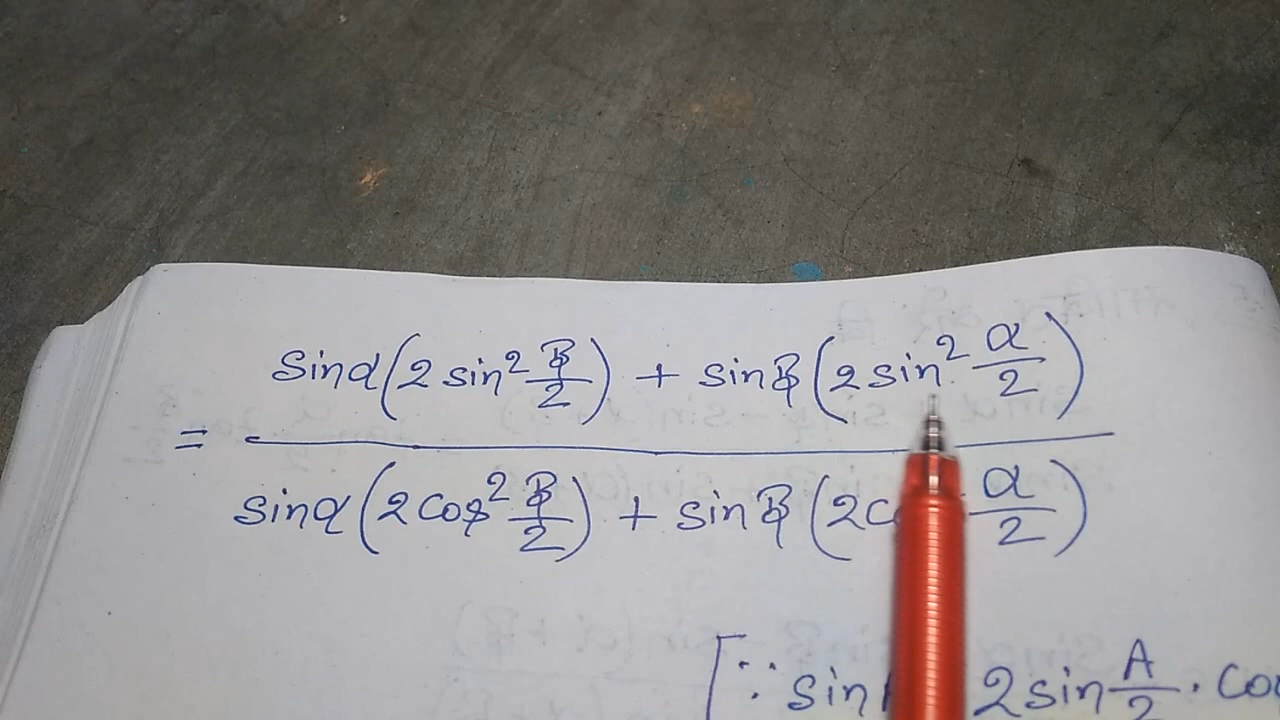 = (sinα(2 sin² β/2) + sinβ(2 sin² α/2)) / (sinα(2 cos² β/2) + sinβ(2c α/2))
[∵ sin 2 sin A/2 · co